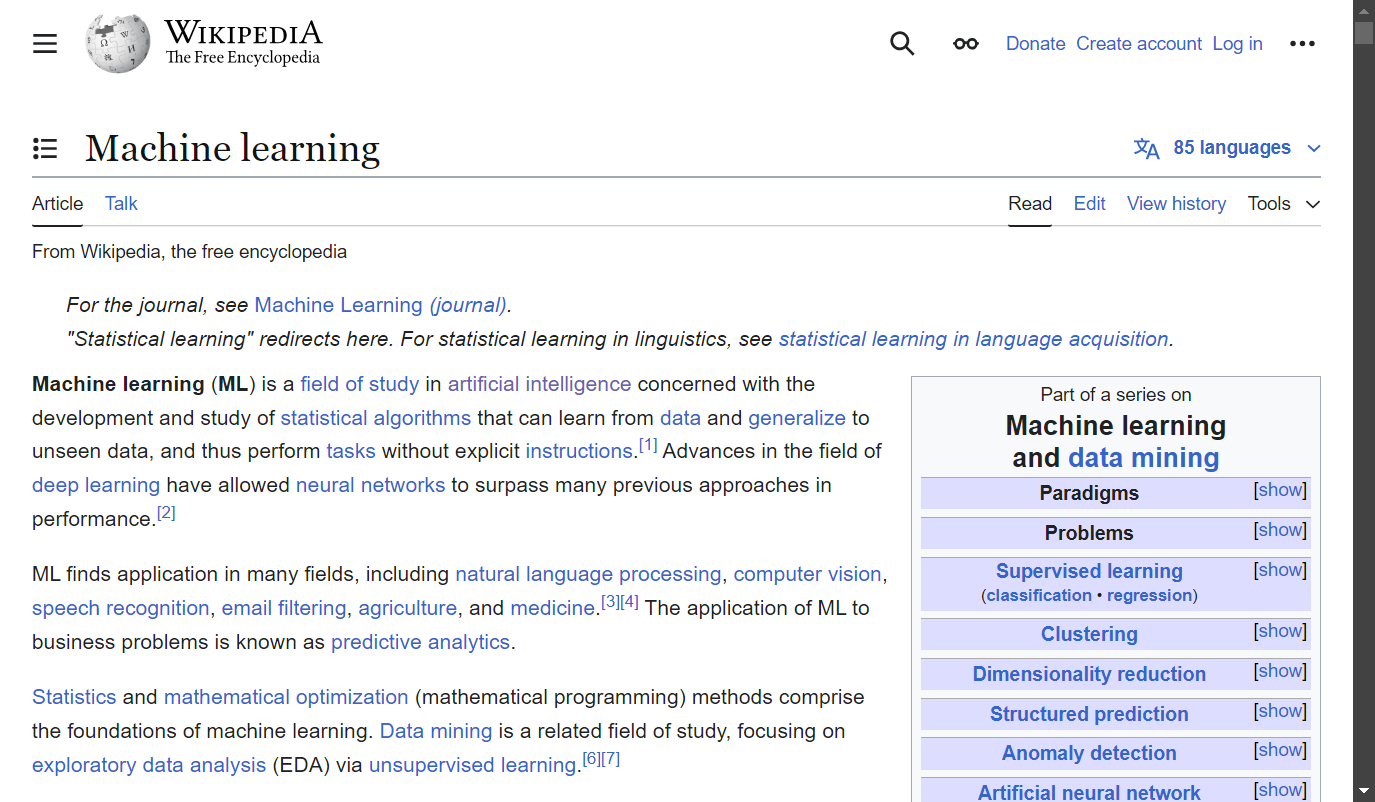 WIKIPEDIA
The Free Encyclopedia
Donate Create account Log in
Machine learning
85 languages
Article Talk
Read Edit View history Tools
From Wikipedia, the free encyclopedia
For the journal, see Machine Learning (journal).
"Statistical learning" redirects here. For statistical learning in linguistics, see statistical learning in language acquisition.
Machine learning (ML) is a field of study in artificial intelligence concerned with the
development and study of statistical algorithms that can learn from data and generalize to
unseen data, and thus perform tasks without explicit instructions.[1] Advances in the field of
deep learning have allowed neural networks to surpass many previous approaches in
performance.[2]
ML finds application in many fields, including natural language processing, computer vision,
speech recognition, email filtering, agriculture, and medicine.[3][4] The application of ML to
business problems is known as predictive analytics.
Statistics and mathematical optimization (mathematical programming) methods comprise
the foundations of machine learning. Data mining is a related field of study, focusing on
exploratory data analysis (EDA) via unsupervised learning.[6][7]
Part of a series on
Machine learning
and data mining
Paradigms [show]
Problems [show]
Supervised learning [show]
(classification • regression)
Clustering [show]
Dimensionality reduction [show]
Structured prediction [show]
Anomaly detection [show]
Artificial neural network [show]